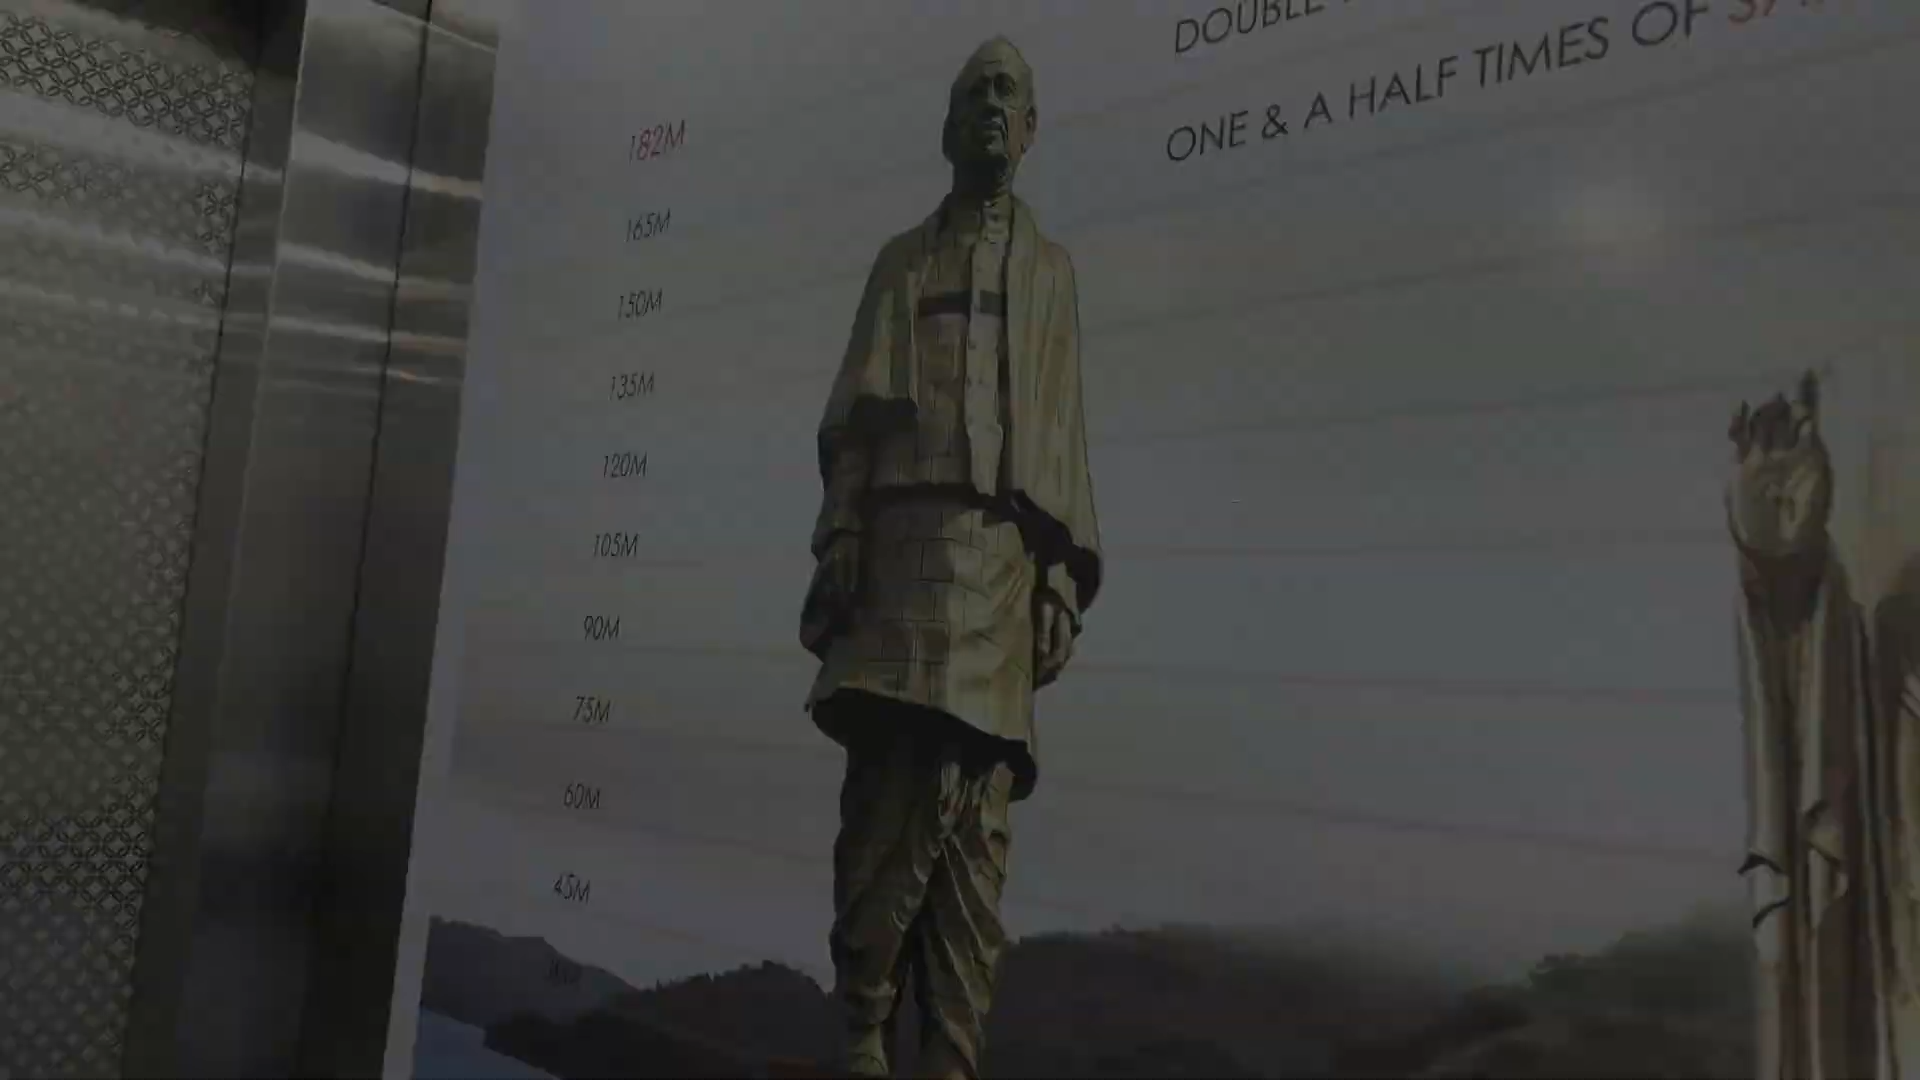 DOUBLE
ONE & A HALF TIMES OF
182M
165M
150M
135M
120M
105M
90M
75M
60M
45M